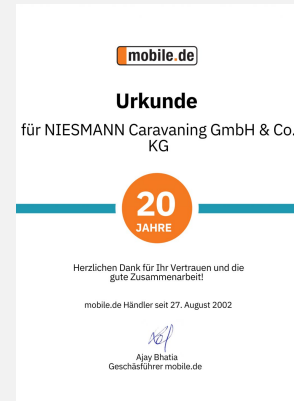 mobile.de
Urkunde
für NIESMANN Caravaning GmbH & Co.
KG
20
JAHRE
Herzlichen Dank für Ihr Vertrauen und die
gute Zusammenarbeit!
mobile.de Händler seit 27. August 2002
Ajay Bhatia
Geschäsführer mobile.de